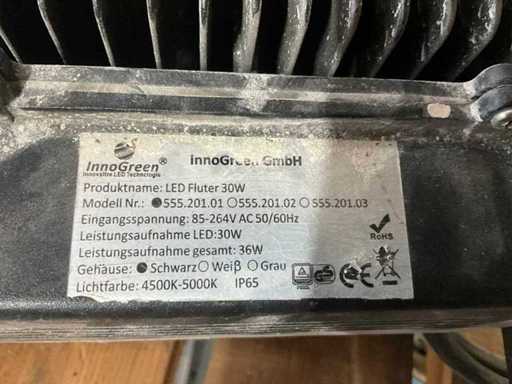 InnoGreen®
Innovative LED Technologie
InnoGreen GmbH
Produktname: LED Fluter 30W
Modell Nr.: ●555.201.01 ○555.201.02 ○555.201.03
Eingangsspannung: 85-264V AC 50/60Hz
Leistungsaufnahme LED:30W
Leistungsaufnahme gesamt: 36W
Gehäuse: ●Schwarz○Weiβ ○Grau
Lichtfarbe: 4500K-5000K IP65
RoHS